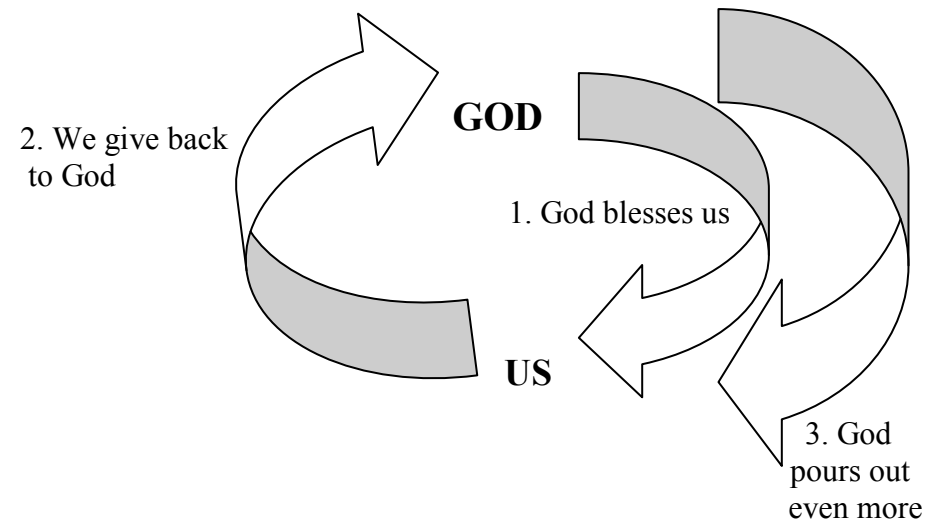 GOD
2. We give back
to God
1. God blesses us
US
3. God
pours out
even more